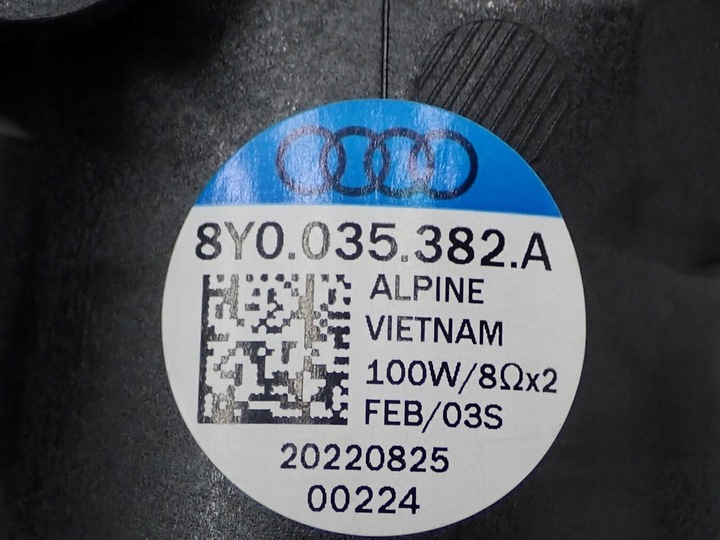 8Y0.035.382.A
ALPINE
VIETNAM
100W/8Ωx2
FEB/03S
20220825
00224